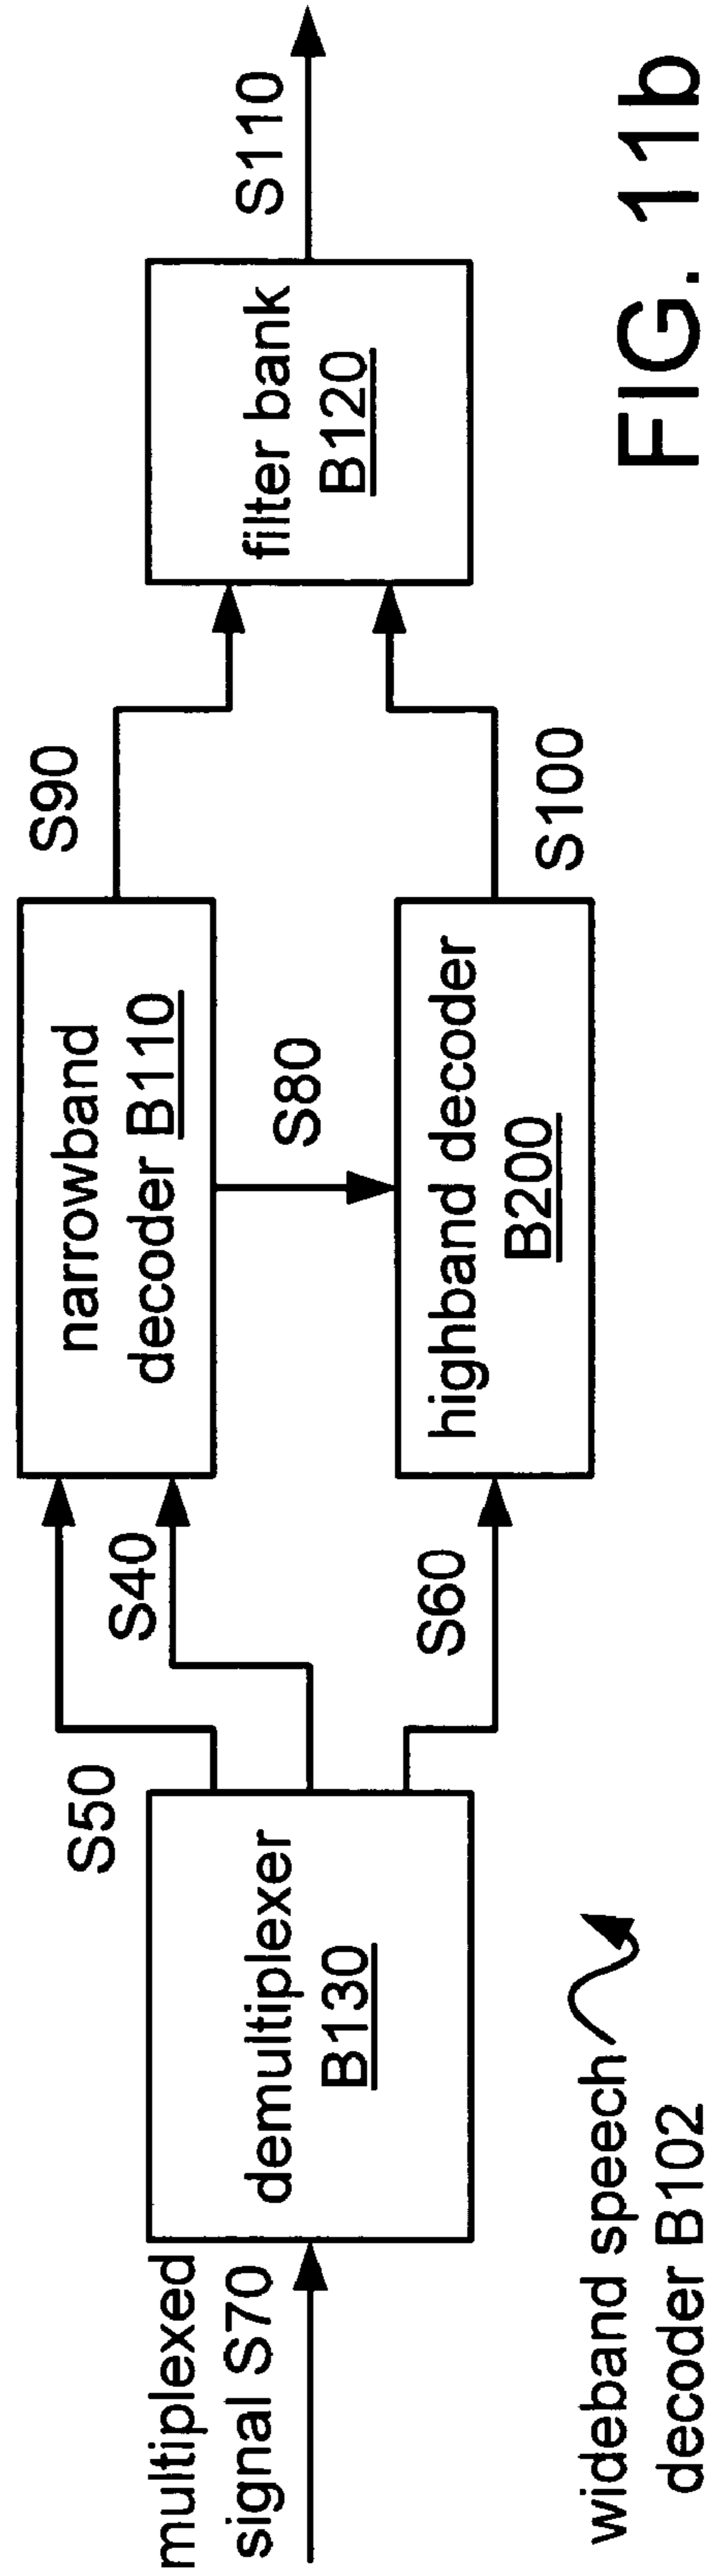 multiplexed
signal S70
demultiplexer
B130
S50
S40
S60
narrowband
decoder B110
S80
highband decoder
B200
S90
S100
filter bank
B120
S110
wideband speech
decoder B102
FIG. 11b